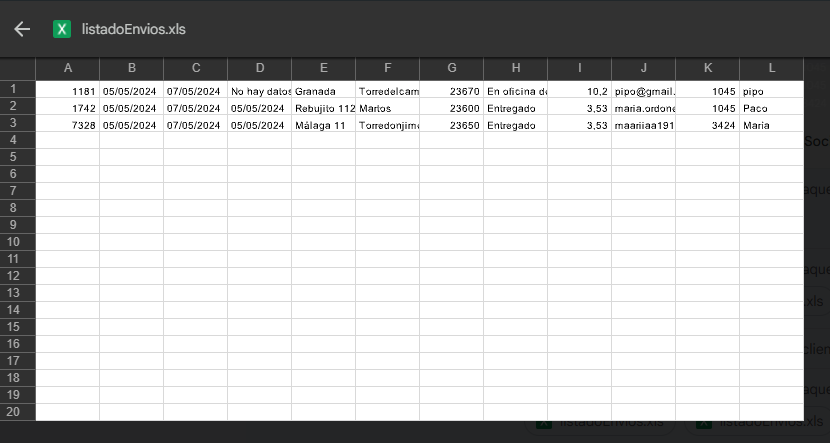 listadoEnvios.xls
A B C D E F G H I J K L
1 1181 05/05/2024 07/05/2024 No hay datos Granada Torredelcam 23670 En oficina de 10,2 pipo@gmail. 1045 pipo
2 1742 05/05/2024 07/05/2024 05/05/2024 Rebujito 112 Martos 23600 Entregado 3,53 maria.ordone 1045 Paco
3 7328 05/05/2024 07/05/2024 05/05/2024 Málaga 11 Torredonjime 23650 Entregado 3,53 maariiaa191 3424 María
4
Soc
5
6
7
sque
8
9
10
11
sque
12
13
.xls
14
15
16
clien
17
18
19
sque
20
listadoEnvios.xls listadoEnvios.xls